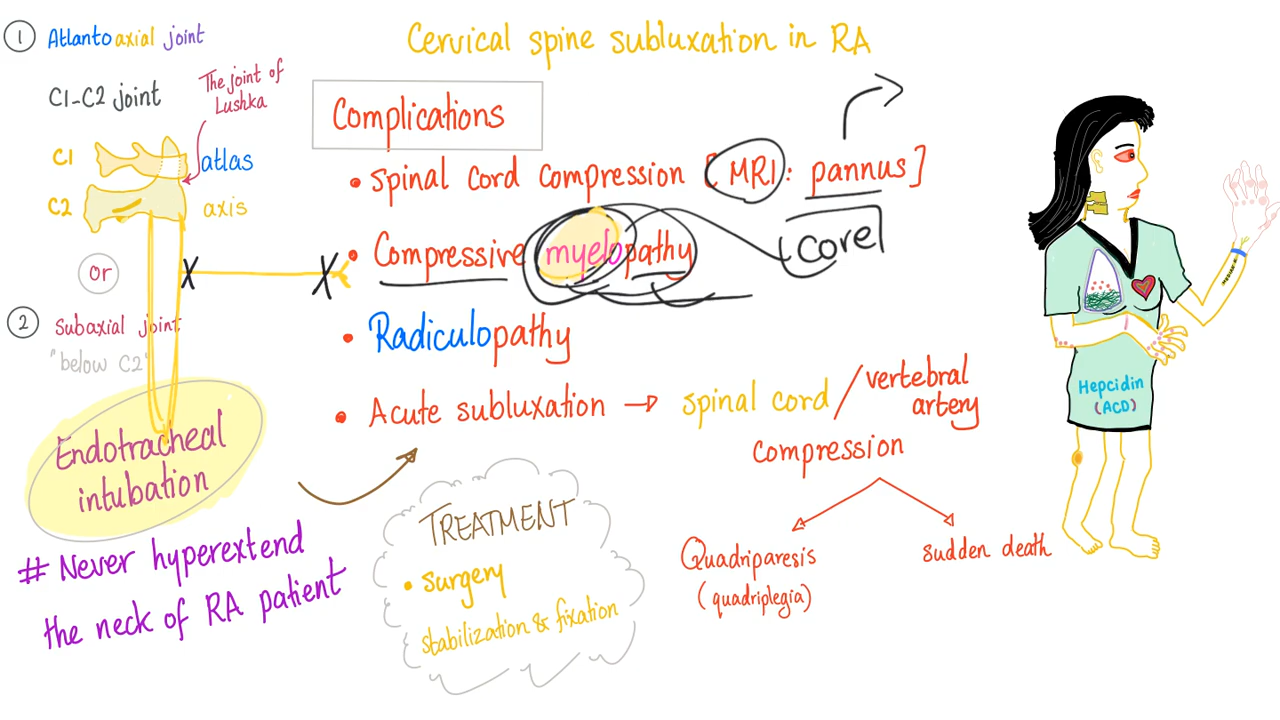 Cervical spine subluxation in RA
1 Atlantoaxial joint
C1-C2 joint
The joint of
Lushka
C1
atlas
C2
axis
or
2 Subaxial joint
"below C2"
Endotracheal
intubation
# Never hyperextend
the neck of RA patient
Complications
• Spinal Cord Compression [MRI: pannus]
• Compressive myelopathy
(core)
• Radiculopathy
• Acute subluxation → spinal cord / vertebral
artery
compression
Quadriparesis
(quadriplegia)
sudden death
TREATMENT
• surgery
stabilization & fixation
Hepcidin
(ACD)